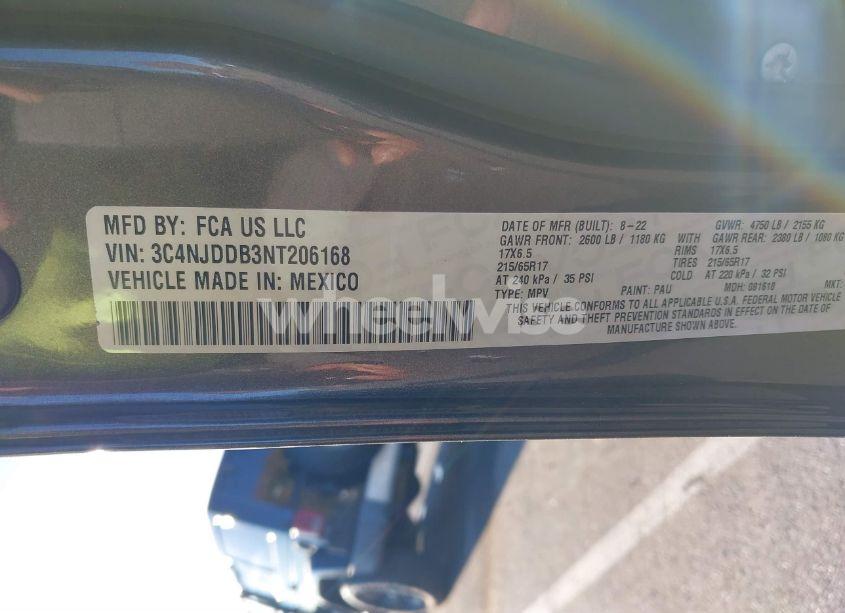 MFD BY: FCA US LLC
VIN: 3C4NJDDB3NT206168
VEHICLE MADE IN: MEXICO
DATE OF MFR (BUILT): 8-22 GVWR: 4750 LB / 2155 KG
GAWR FRONT: 2600 LB / 1180 KG WITH GAWR REAR: 2380 LB / 1080 KG
17X6.5 RIMS 17X6.5
215/65R17 TIRES 215/65R17
AT 240 kPa / 35 PSI COLD AT 220 kPa / 32 PSI
TYPE: MPV PAINT: PAU MDH: 081618 MKT:
THIS VEHICLE CONFORMS TO ALL APPLICABLE U.S.A. FEDERAL MOTOR VEHICLE
SAFETY AND THEFT PREVENTION STANDARDS IN EFFECT ON THE DATE OF
MANUFACTURE SHOWN ABOVE.
wheelwise